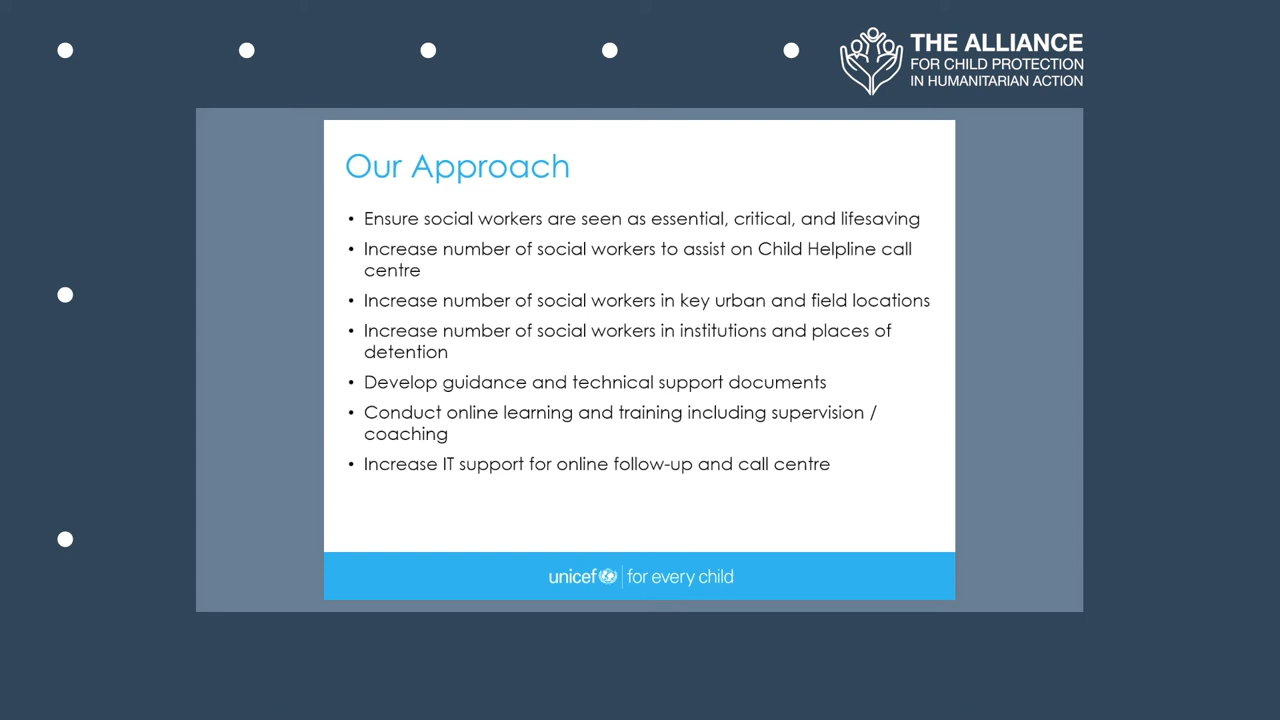 THE ALLIANCE
FOR CHILD PROTECTION
IN HUMANITARIAN ACTION
Our Approach
• Ensure social workers are seen as essential, critical, and lifesaving
• Increase number of social workers to assist on Child Helpline call
centre
• Increase number of social workers in key urban and field locations
• Increase number of social workers in institutions and places of
detention
• Develop guidance and technical support documents
• Conduct online learning and training including supervision /
coaching
• Increase IT support for online follow-up and call centre
unicef | for every child